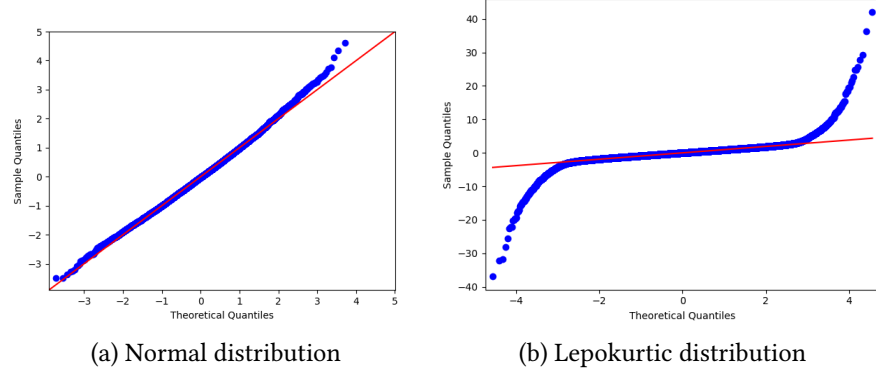 5
4
3
2
1
0
−1
−2
−3
Sample Quantiles
−3 −2 −1 0 1 2 3 4 5
Theoretical Quantiles
(a) Normal distribution
40
30
20
10
0
−10
−20
−30
−40
Sample Quantiles
−4 −2 0 2 4
Theoretical Quantiles
(b) Lepokurtic distribution